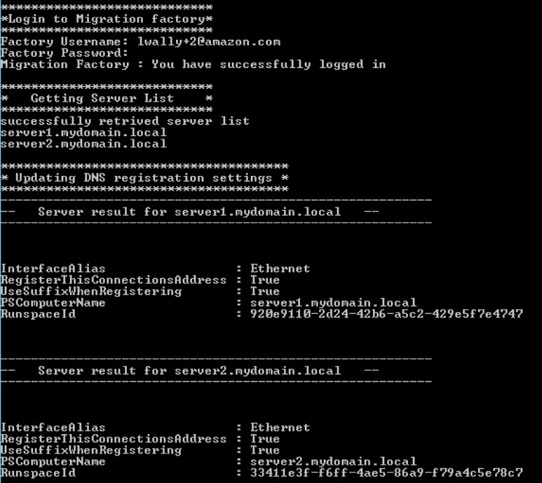 ****************************
*Login to Migration factory*
****************************
Factory Username: lwally+2@amazon.com
Factory Password:
Migration Factory : You have successfully logged in
****************************
*   Getting Server List    *
****************************
successfully retrived server list
server1.mydomain.local
server2.mydomain.local
**************************************
* Updating DNS registration settings *
**************************************
---------------------------------------------------------
--   Server result for server1.mydomain.local   --
---------------------------------------------------------
InterfaceAlias                 : Ethernet
RegisterThisConnectionsAddress : True
UseSuffixWhenRegistering       : True
PSComputerName                 : server1.mydomain.local
RunspaceId                     : 920e9110-2d24-42b6-a5c2-429e5f7e4747
---------------------------------------------------------
--   Server result for server2.mydomain.local   --
---------------------------------------------------------
InterfaceAlias                 : Ethernet
RegisterThisConnectionsAddress : True
UseSuffixWhenRegistering       : True
PSComputerName                 : server2.mydomain.local
RunspaceId                     : 33411e3f-f6ff-4ae5-86a9-f79a4c5e78c7